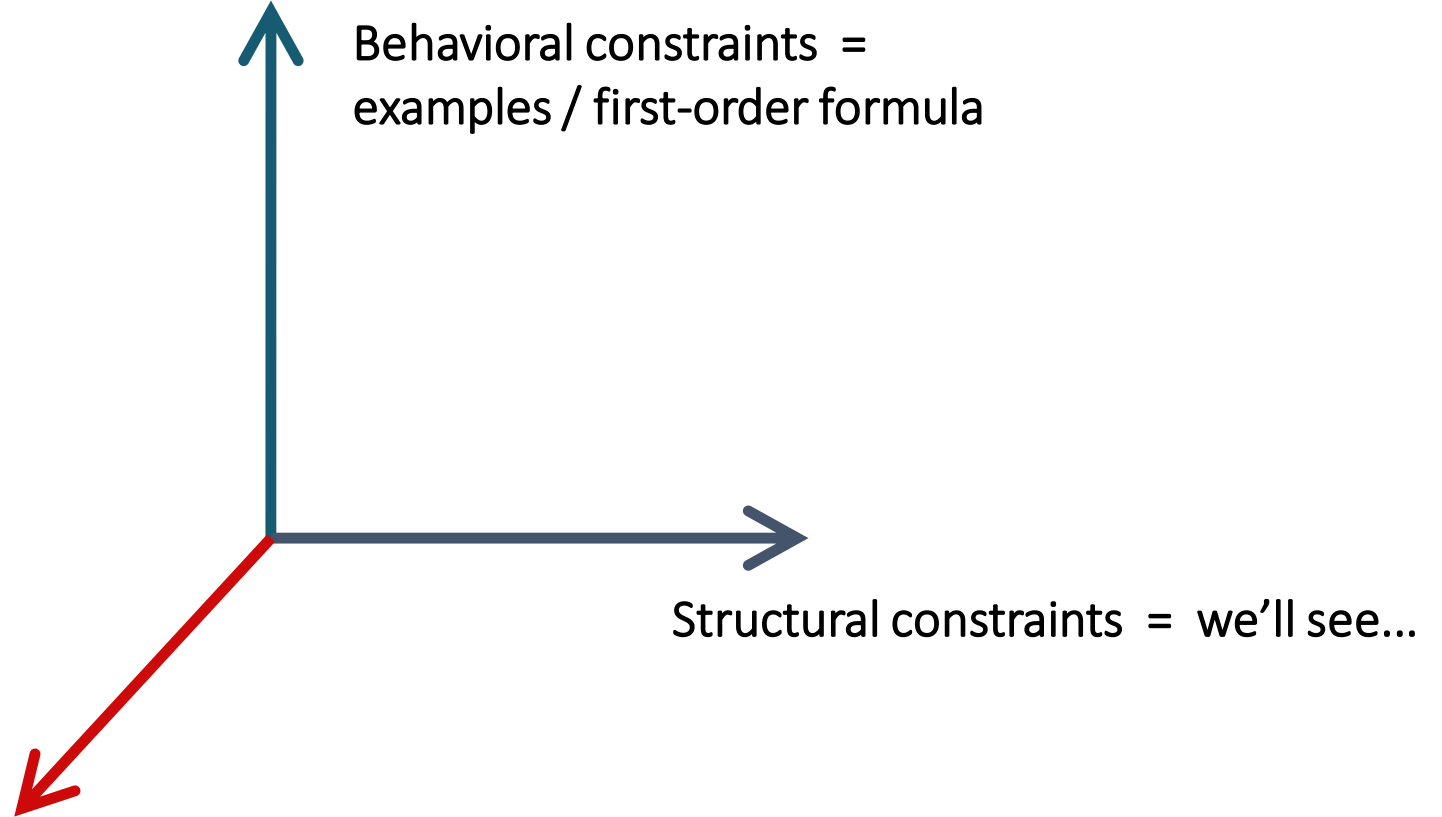 Behavioral constraints =
examples / first-order formula
Structural constraints = we’ll see...